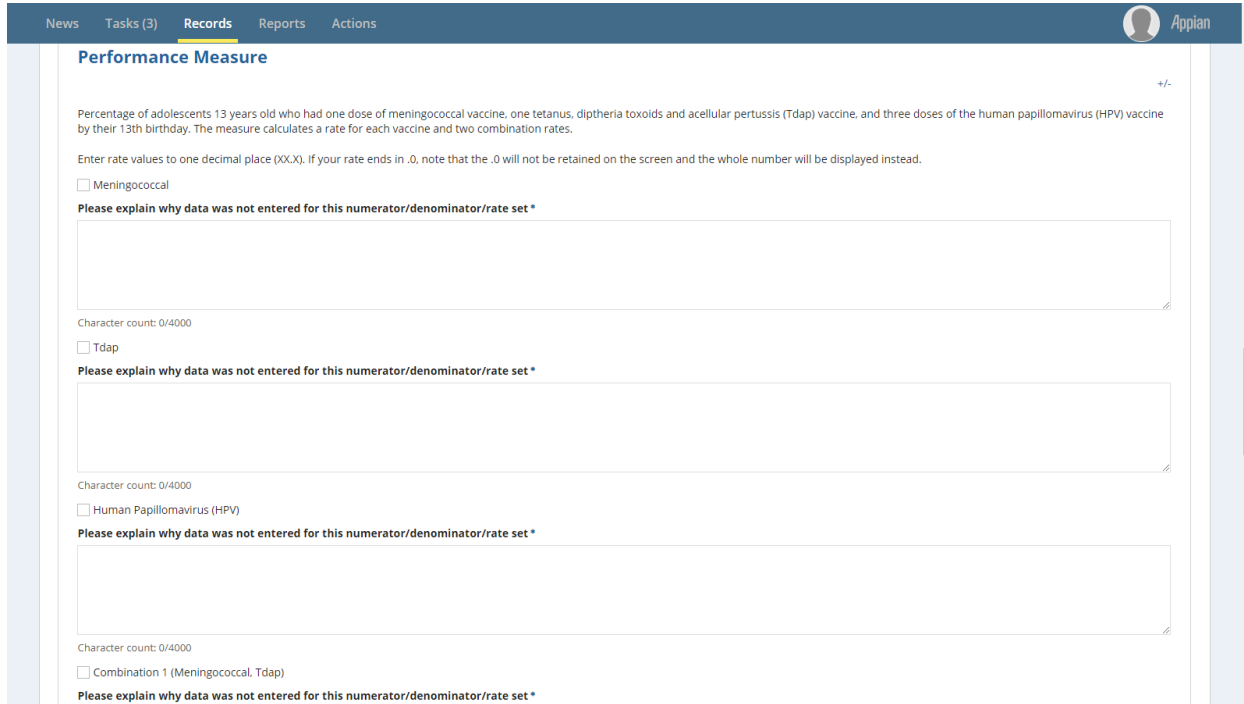 News Tasks (3) Records Reports Actions Appian
Performance Measure
+/-
Percentage of adolescents 13 years old who had one dose of meningococcal vaccine, one tetanus, diptheria toxoids and acellular pertussis (Tdap) vaccine, and three doses of the human papillomavirus (HPV) vaccine
by their 13th birthday. The measure calculates a rate for each vaccine and two combination rates.
Enter rate values to one decimal place (XX.X). If your rate ends in .0, note that the .0 will not be retained on the screen and the whole number will be displayed instead.
Meningococcal
Please explain why data was not entered for this numerator/denominator/rate set *
Character count: 0/4000
Tdap
Please explain why data was not entered for this numerator/denominator/rate set *
Character count: 0/4000
Human Papillomavirus (HPV)
Please explain why data was not entered for this numerator/denominator/rate set *
Character count: 0/4000
Combination 1 (Meningococcal, Tdap)
Please explain why data was not entered for this numerator/denominator/rate set *